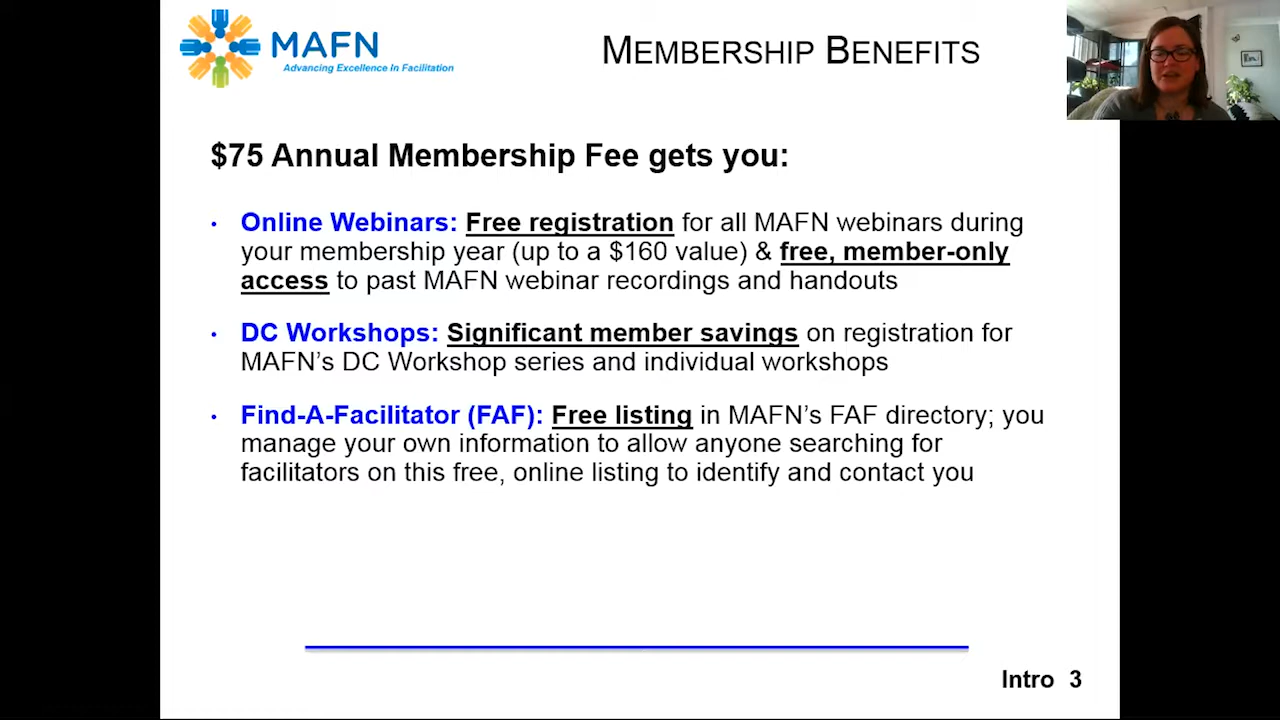 MAFN
Advancing Excellence In Facilitation
MEMBERSHIP BENEFITS
$75 Annual Membership Fee gets you:
• Online Webinars: Free registration for all MAFN webinars during
your membership year (up to a $160 value) & free, member-only
access to past MAFN webinar recordings and handouts
• DC Workshops: Significant member savings on registration for
MAFN’s DC Workshop series and individual workshops
• Find-A-Facilitator (FAF): Free listing in MAFN’s FAF directory; you
manage your own information to allow anyone searching for
facilitators on this free, online listing to identify and contact you
Intro 3